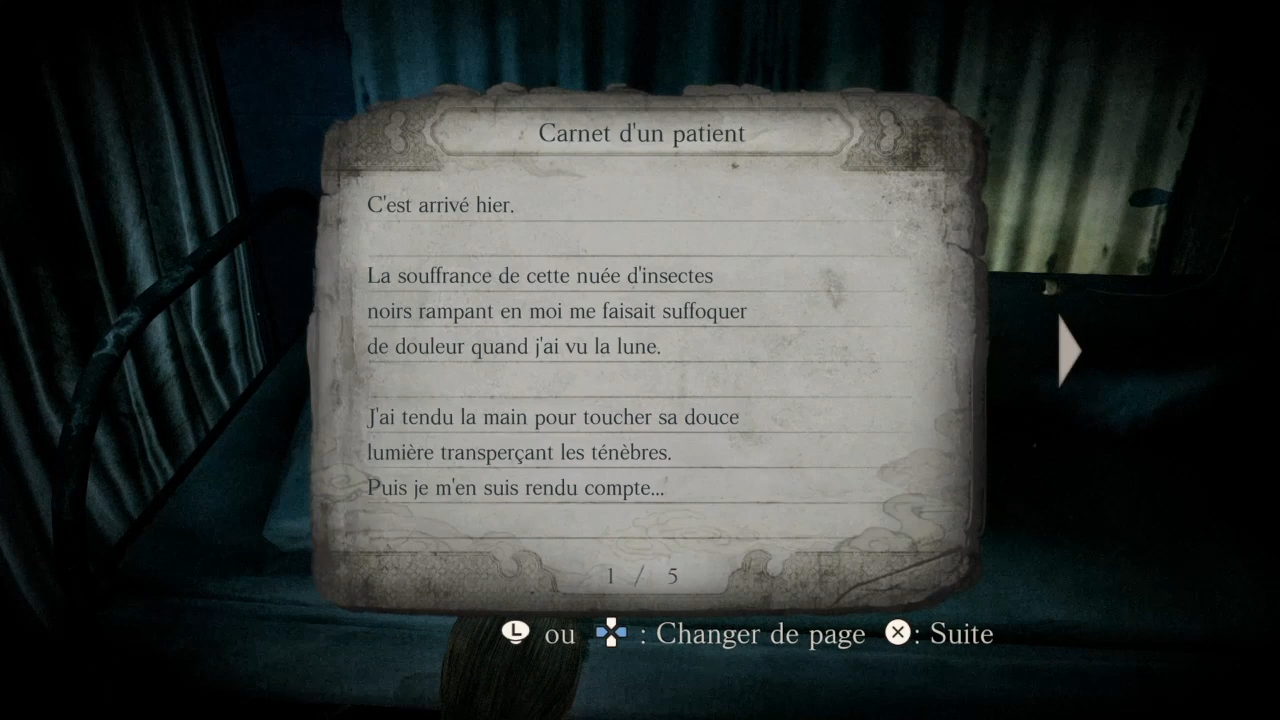 Carnet d'un patient
C'est arrivé hier.
La souffrance de cette nuée d'insectes
noirs rampant en moi me faisait suffoquer
de douleur quand j'ai vu la lune.
J'ai tendu la main pour toucher sa douce
lumière transperçant les ténèbres.
Puis je m'en suis rendu compte...
1 / 5
L ou : Changer de page X : Suite